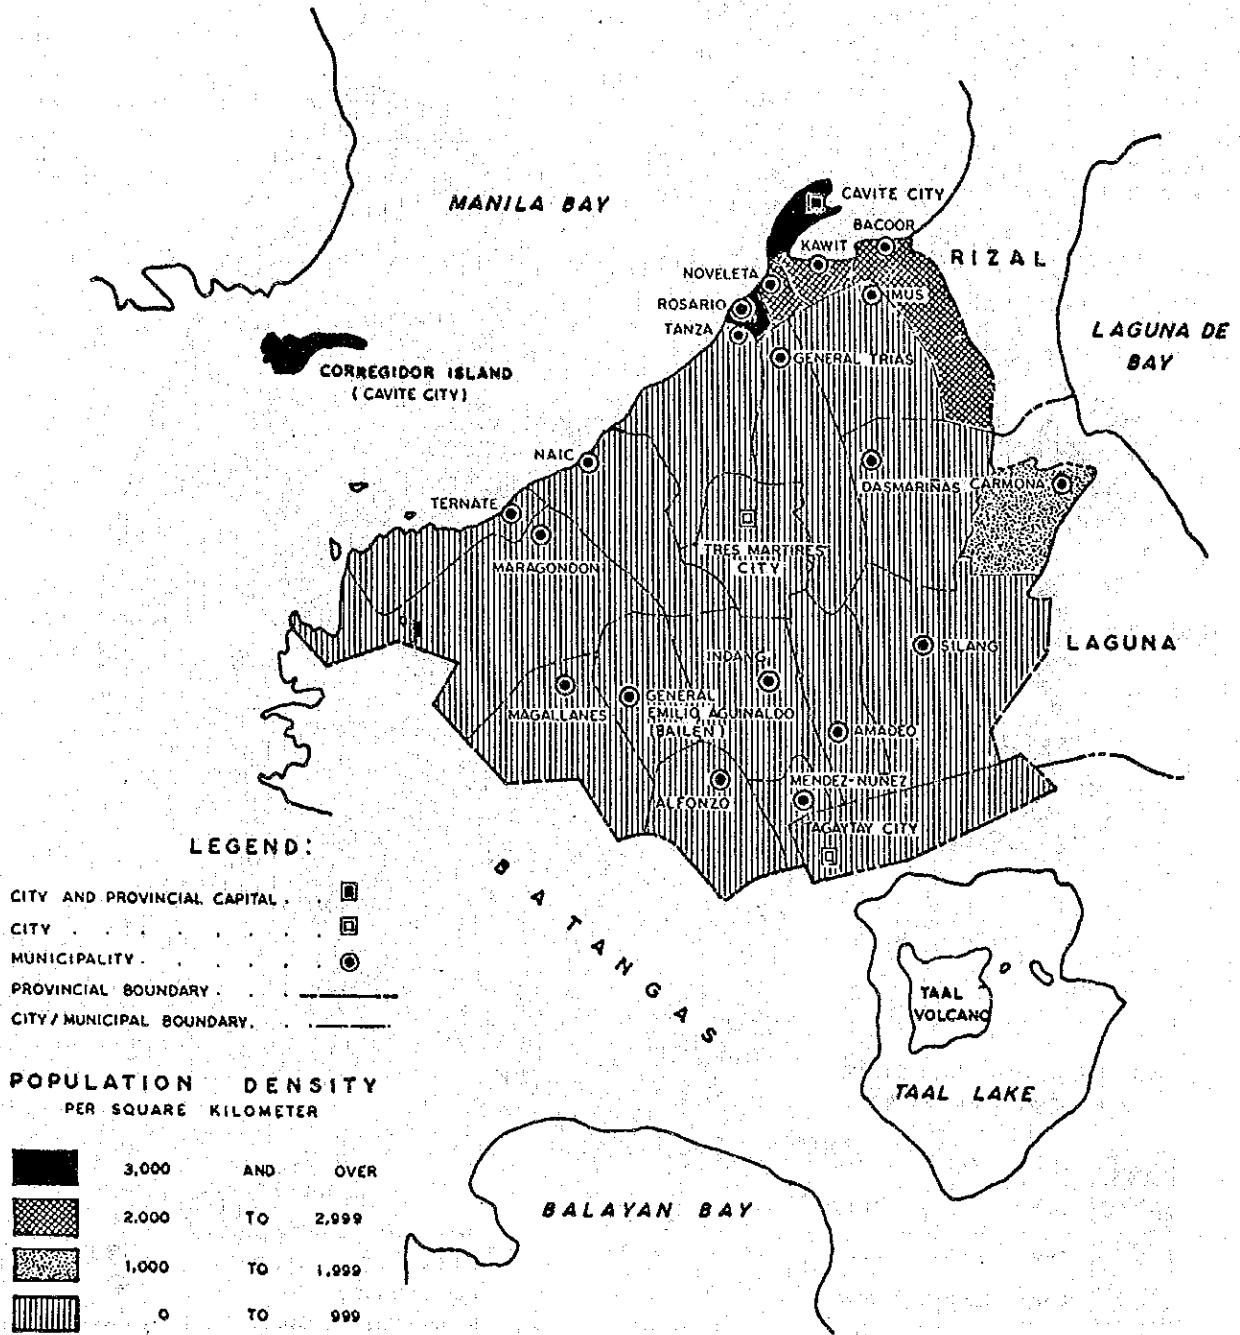 MANILA BAY
CAVITE CITY
BACOOR
KAWIT
RIZAL
NOVELETA
IMUS
ROSARIO
TANZA
LAGUNA DE
BAY
GENERAL TRIAS
CORREGIDOR ISLAND
(CAVITE CITY)
NAIC
DASMARIÑAS
CARMONA
TERNATE
TRES MARTIRES
CITY
MARAGONDON
SILANG
LAGUNA
INDANG
MAGALLANES
GENERAL
EMILIO AGUINALDO
(BAILEN)
AMADEO
MENDEZ-NUÑEZ
ALFONZO
TAGAYTAY CITY
BATANGAS
TAAL
VOLCANO
TAAL LAKE
BALAYAN BAY
LEGEND:
CITY AND PROVINCIAL CAPITAL . .
CITY . . . . . . . .
MUNICIPALITY . . . . . .
PROVINCIAL BOUNDARY . . .
CITY/MUNICIPAL BOUNDARY. . .
POPULATION DENSITY
PER SQUARE KILOMETER
3,000 AND OVER
2,000 TO 2,999
1,000 TO 1,999
0 TO 999